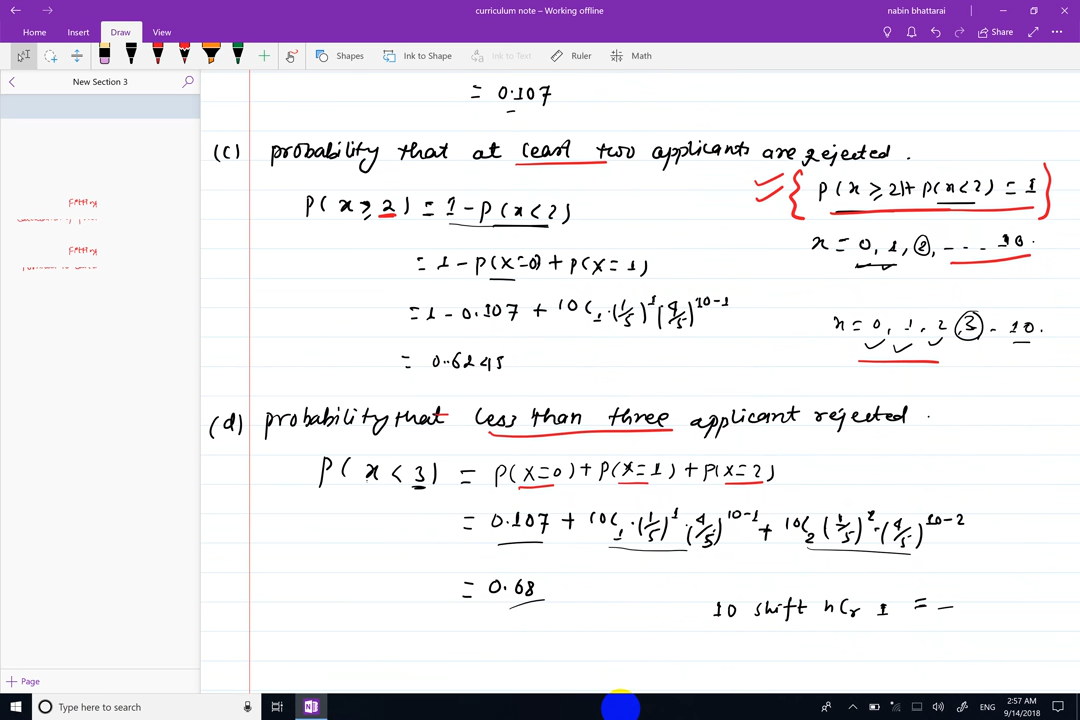 curriculum note – Working offline
nabin bhattarai
Home Insert Draw View
Share
Shapes Ink to Shape Ink to Text Ruler Math
New Section 3
= 0.107
(c) probability that at least two applicants are rejected.
P(x ≥ 2) = 1 - P(x < 2)
{ P(x ≥ 2) + P(x < 2) = 1 }
x = 0, 1, 2, - - - 10.
= 1 - P(X=0) + P(X=1)
= 1 - 0.107 + 10C1 · (1/5)^1 (4/5)^10-1
x = 0, 1, 2, 3 - 10.
= 0.6245
(d) probability that less than three applicant rejected.
P(x < 3) = P(X=0) + P(X=1) + P(X=2)
= 0.107 + 10C1 · (1/5)^1 · (4/5)^10-1 + 10C2 (1/5)^2 · (4/5)^10-2
= 0.68
10 shift nCr 1 = -
Page
Type here to search
ENG
2:57 AM
9/14/2018